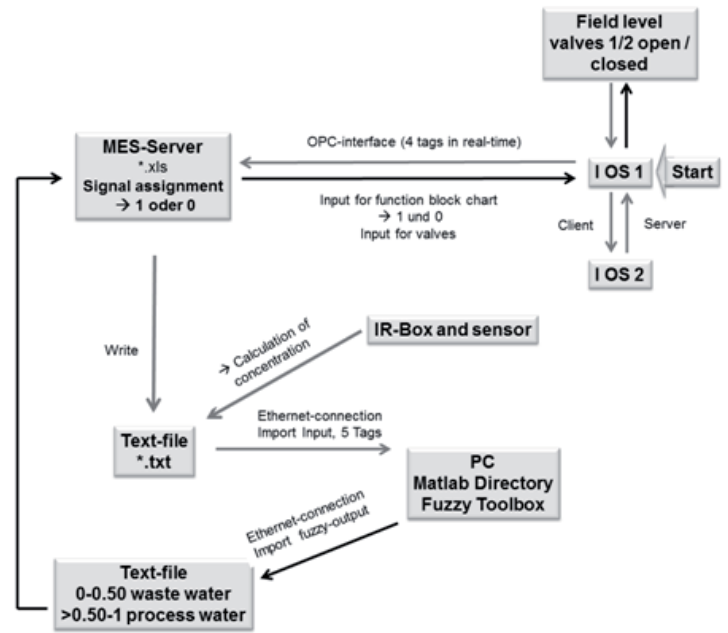 Field level
valves 1/2 open /
closed
MES-Server
*.xls
Signal assignment
→ 1 oder 0
OPC-interface (4 tags in real-time)
I OS 1
Start
Input for function block chart
→ 1 und 0
Input for valves
Client
Server
I OS 2
Write
→ Calculation of
concentration
IR-Box and sensor
Text-file
*.txt
Ethernet-connection
Import Input, 5 Tags
PC
Matlab Directory
Fuzzy Toolbox
Ethernet-connection
Import fuzzy-output
Text-file
0-0.50 waste water
>0.50-1 process water